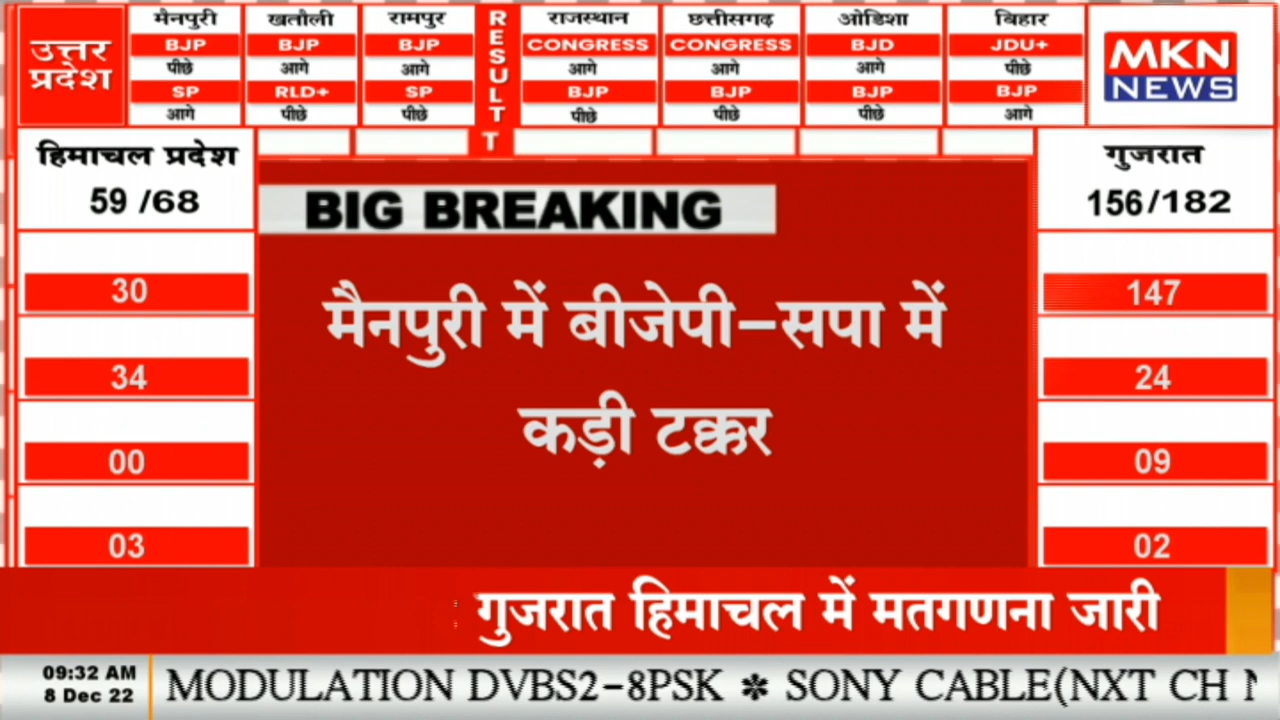 उत्तर
प्रदेश
मैनपुरी
BJP
पीछे
SP
आगे
खतौली
BJP
आगे
RLD+
पीछे
रामपुर
BJP
आगे
SP
पीछे
RESULT
T
राजस्थान
CONGRESS
आगे
BJP
पीछे
छत्तीसगढ़
CONGRESS
आगे
BJP
पीछे
ओडिशा
BJD
आगे
BJP
पीछे
बिहार
JDU+
पीछे
BJP
आगे
MKN
NEWS
हिमाचल प्रदेश
59 /68
30
34
00
03
BIG BREAKING
मैनपुरी में बीजेपी-सपा में
कड़ी टक्कर
गुजरात
156/182
147
24
09
02
गुजरात हिमाचल में मतगणना जारी
09:32 AM
8 Dec 22
MODULATION DVBS2-8PSK ✻ SONY CABLE(NXT CH